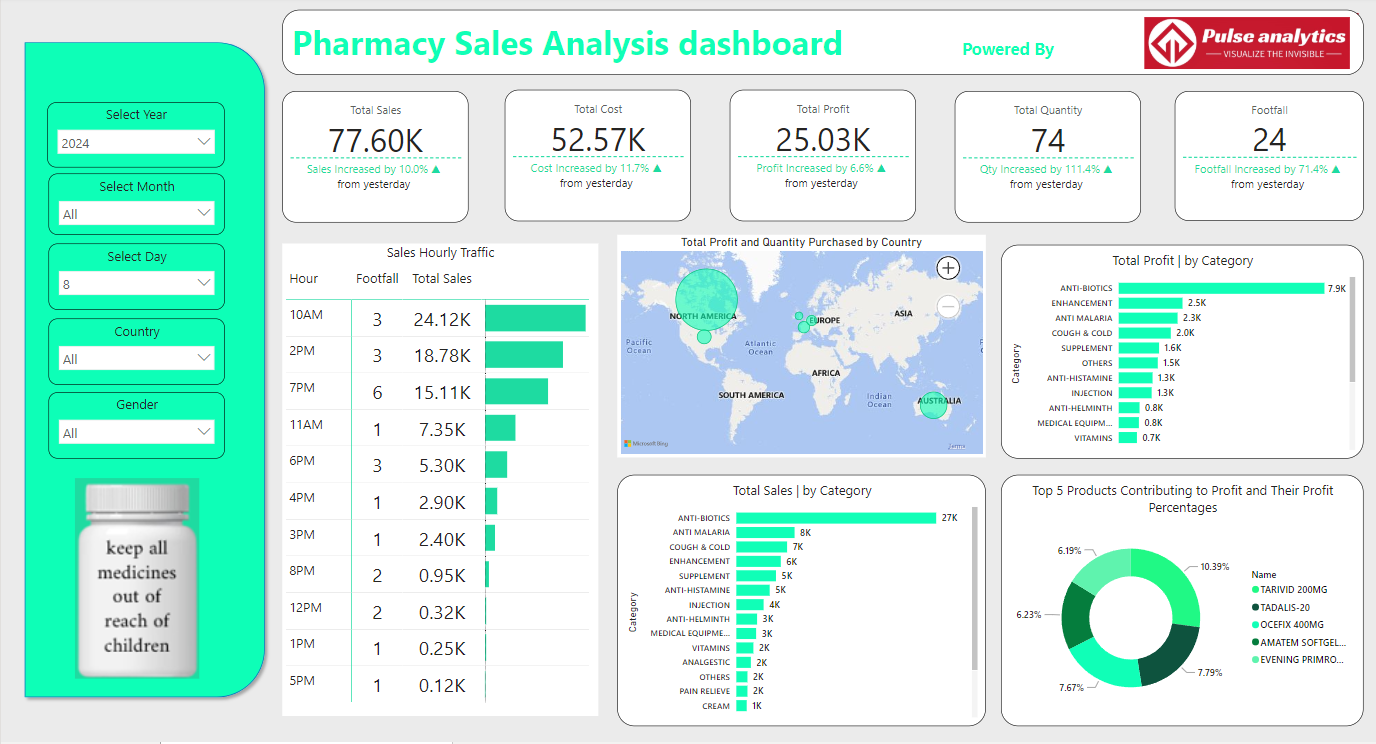 Pharmacy Sales Analysis dashboard
Powered By
Pulse analytics
VISUALIZE THE INVISIBLE
Select Year
2024
Select Month
All
Select Day
8
Country
All
Gender
All
keep all
medicines
out of
reach of
children
Total Sales
77.60K
Sales Increased by 10.0% ▲
from yesterday
Total Cost
52.57K
Cost Increased by 11.7% ▲
from yesterday
Total Profit
25.03K
Profit Increased by 6.6% ▲
from yesterday
Total Quantity
74
Qty Increased by 111.4% ▲
from yesterday
Footfall
24
Footfall Increased by 71.4% ▲
from yesterday
Sales Hourly Traffic
Hour Footfall Total Sales
10AM 3 24.12K
2PM 3 18.78K
7PM 6 15.11K
11AM 1 7.35K
6PM 3 5.30K
4PM 1 2.90K
3PM 1 2.40K
8PM 2 0.95K
12PM 2 0.32K
1PM 1 0.25K
5PM 1 0.12K
Total Profit and Quantity Purchased by Country
NORTH AMERICA
EUROPE
ASIA
Pacific
Ocean
Atlantic
Ocean
AFRICA
SOUTH AMERICA
Indian
Ocean
AUSTRALIA
Microsoft Bing
Terms
Total Profit | by Category
Category
ANTI-BIOTICS 7.9K
ENHANCEMENT 2.5K
ANTI MALARIA 2.3K
COUGH & COLD 2.0K
SUPPLEMENT 1.6K
OTHERS 1.5K
ANTI-HISTAMINE 1.3K
INJECTION 1.3K
ANTI-HELMINTH 0.8K
MEDICAL EQUIPM... 0.8K
VITAMINS 0.7K
Total Sales | by Category
Category
ANTI-BIOTICS 27K
ANTI MALARIA 8K
COUGH & COLD 7K
ENHANCEMENT 6K
SUPPLEMENT 5K
ANTI-HISTAMINE 5K
INJECTION 4K
ANTI-HELMINTH 3K
MEDICAL EQUIPME... 3K
VITAMINS 2K
ANALGESTIC 2K
OTHERS 2K
PAIN RELIEVE 2K
CREAM 1K
Top 5 Products Contributing to Profit and Their Profit
Percentages
6.19%
10.39%
6.23%
7.67%
7.79%
Name
TARIVID 200MG
TADALIS-20
OCEFIX 400MG
AMATEM SOFTGEL...
EVENING PRIMRO...